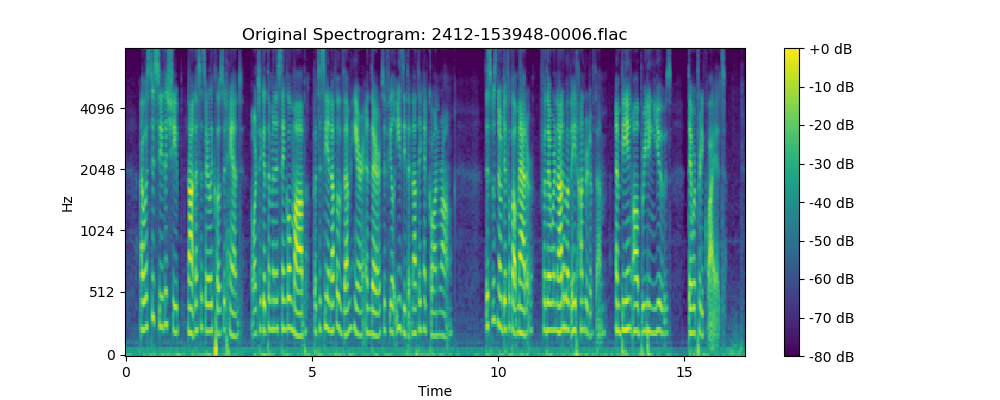 Original Spectrogram: 2412-153948-0006.flac
Hz
4096
2048
1024
512
0
0 5 10 15
Time
+0 dB
-10 dB
-20 dB
-30 dB
-40 dB
-50 dB
-60 dB
-70 dB
-80 dB